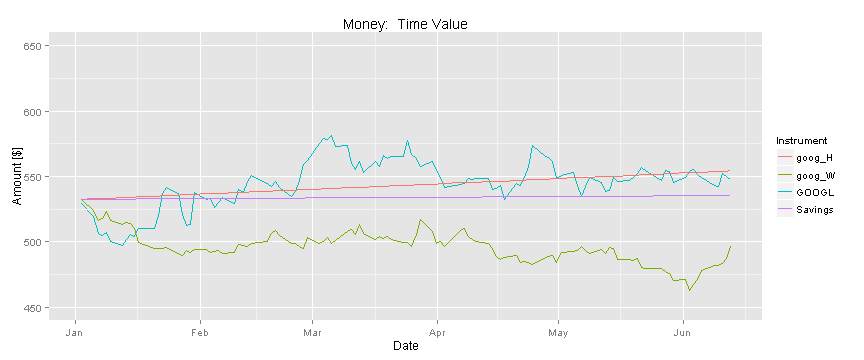 Money:  Time Value
650
600
550
500
450
Amount [$]
Jan Feb Mar Apr May Jun
Date
Instrument
goog_H
goog_W
GOOGL
Savings